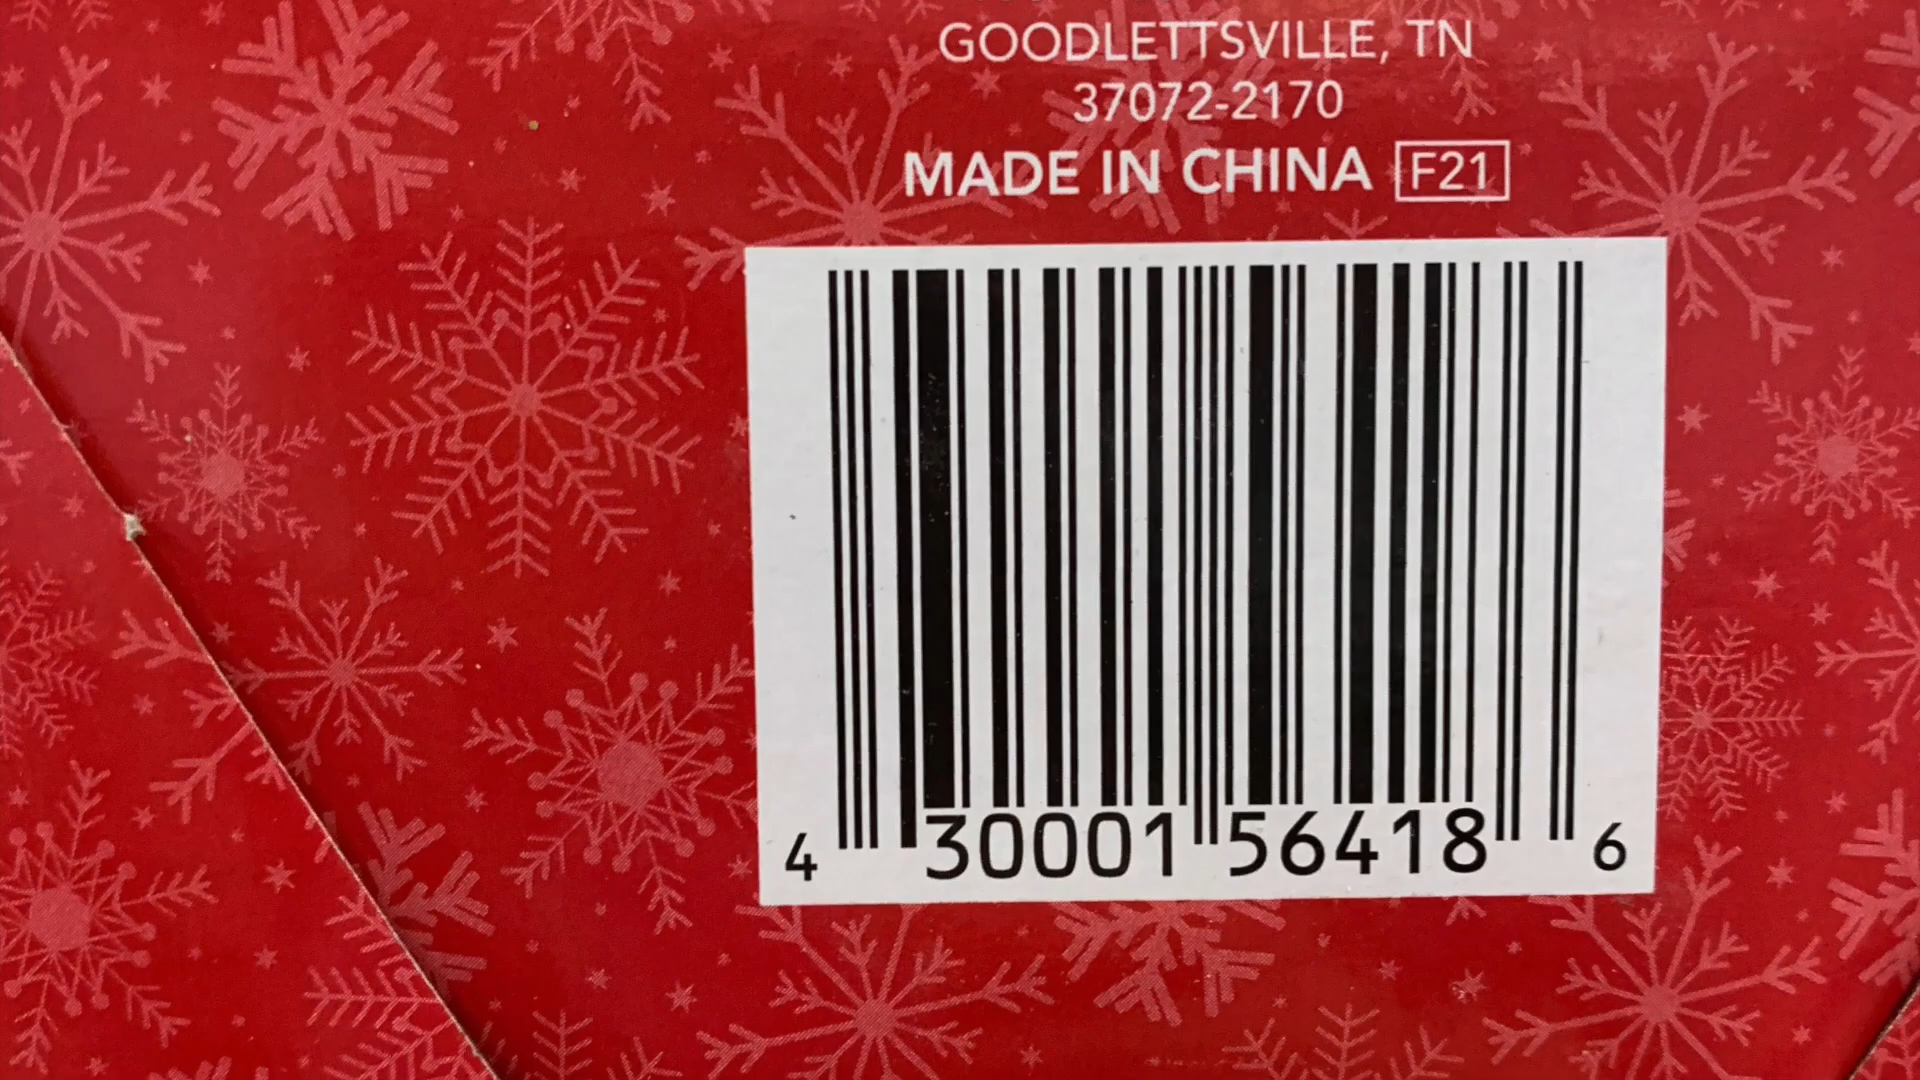 GOODLETTSVILLE, TN
37072-2170
MADE IN CHINA F21
4 30001 56418 6